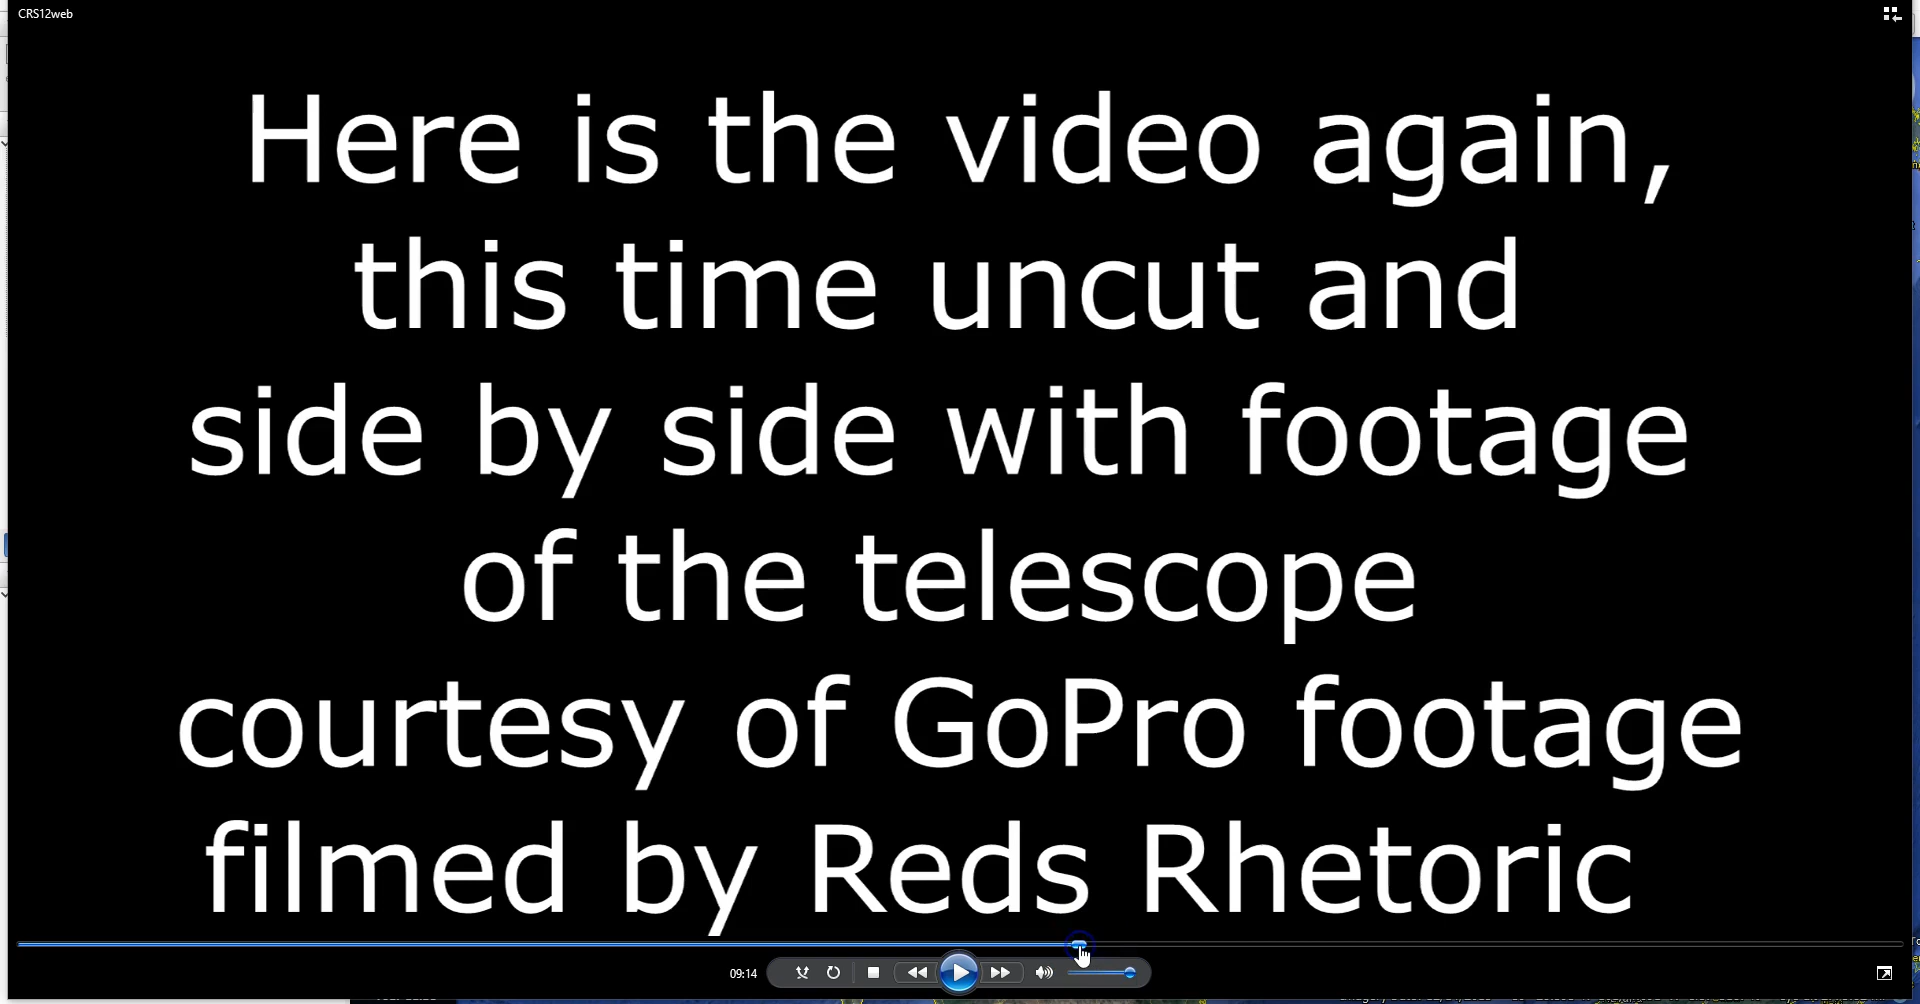 CRS12web
Here is the video again,
this time uncut and
side by side with footage
of the telescope
courtesy of GoPro footage
filmed by Reds Rhetoric
09:14